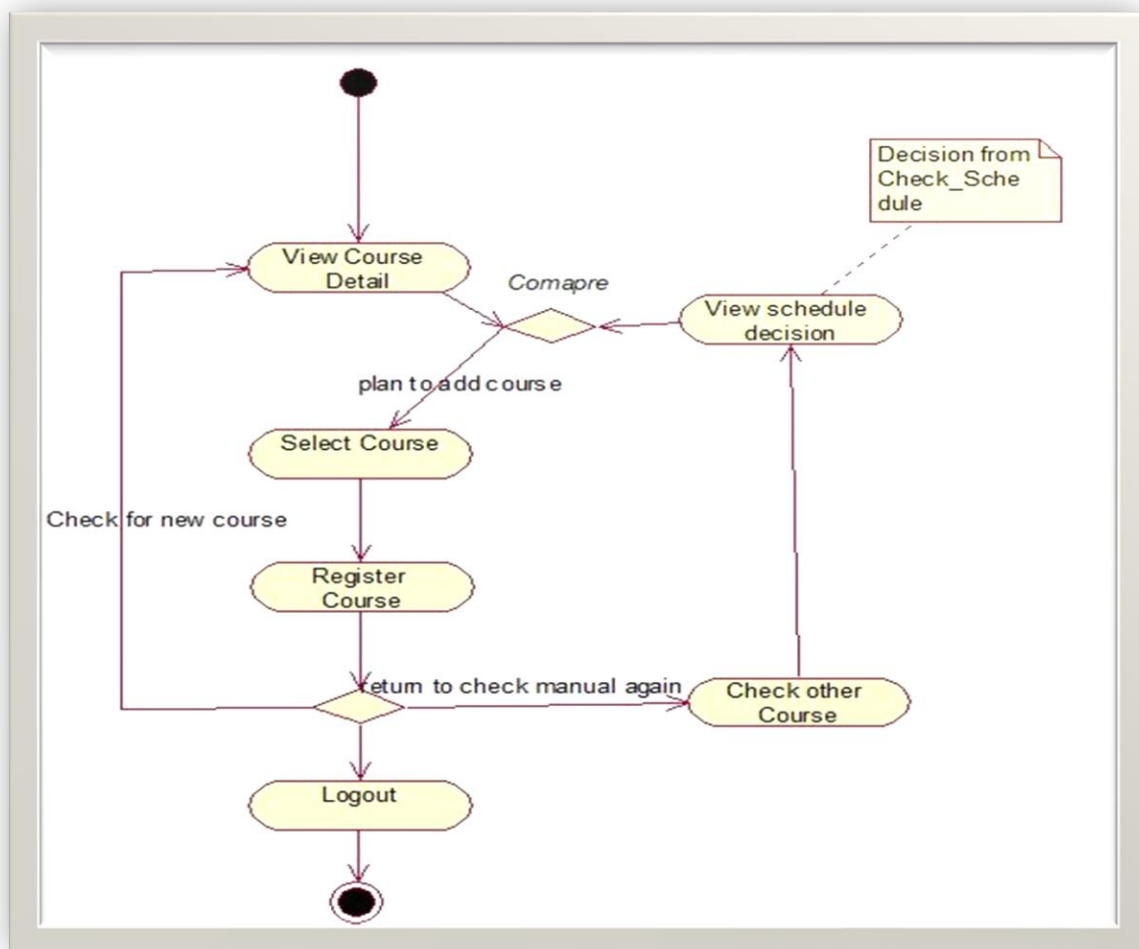 Decision from
Check_Sche
dule
View Course
Detail
Comapre
View schedule
decision
plan to add course
Select Course
Check for new course
Register
Course
return to check manual again
Check other
Course
Logout